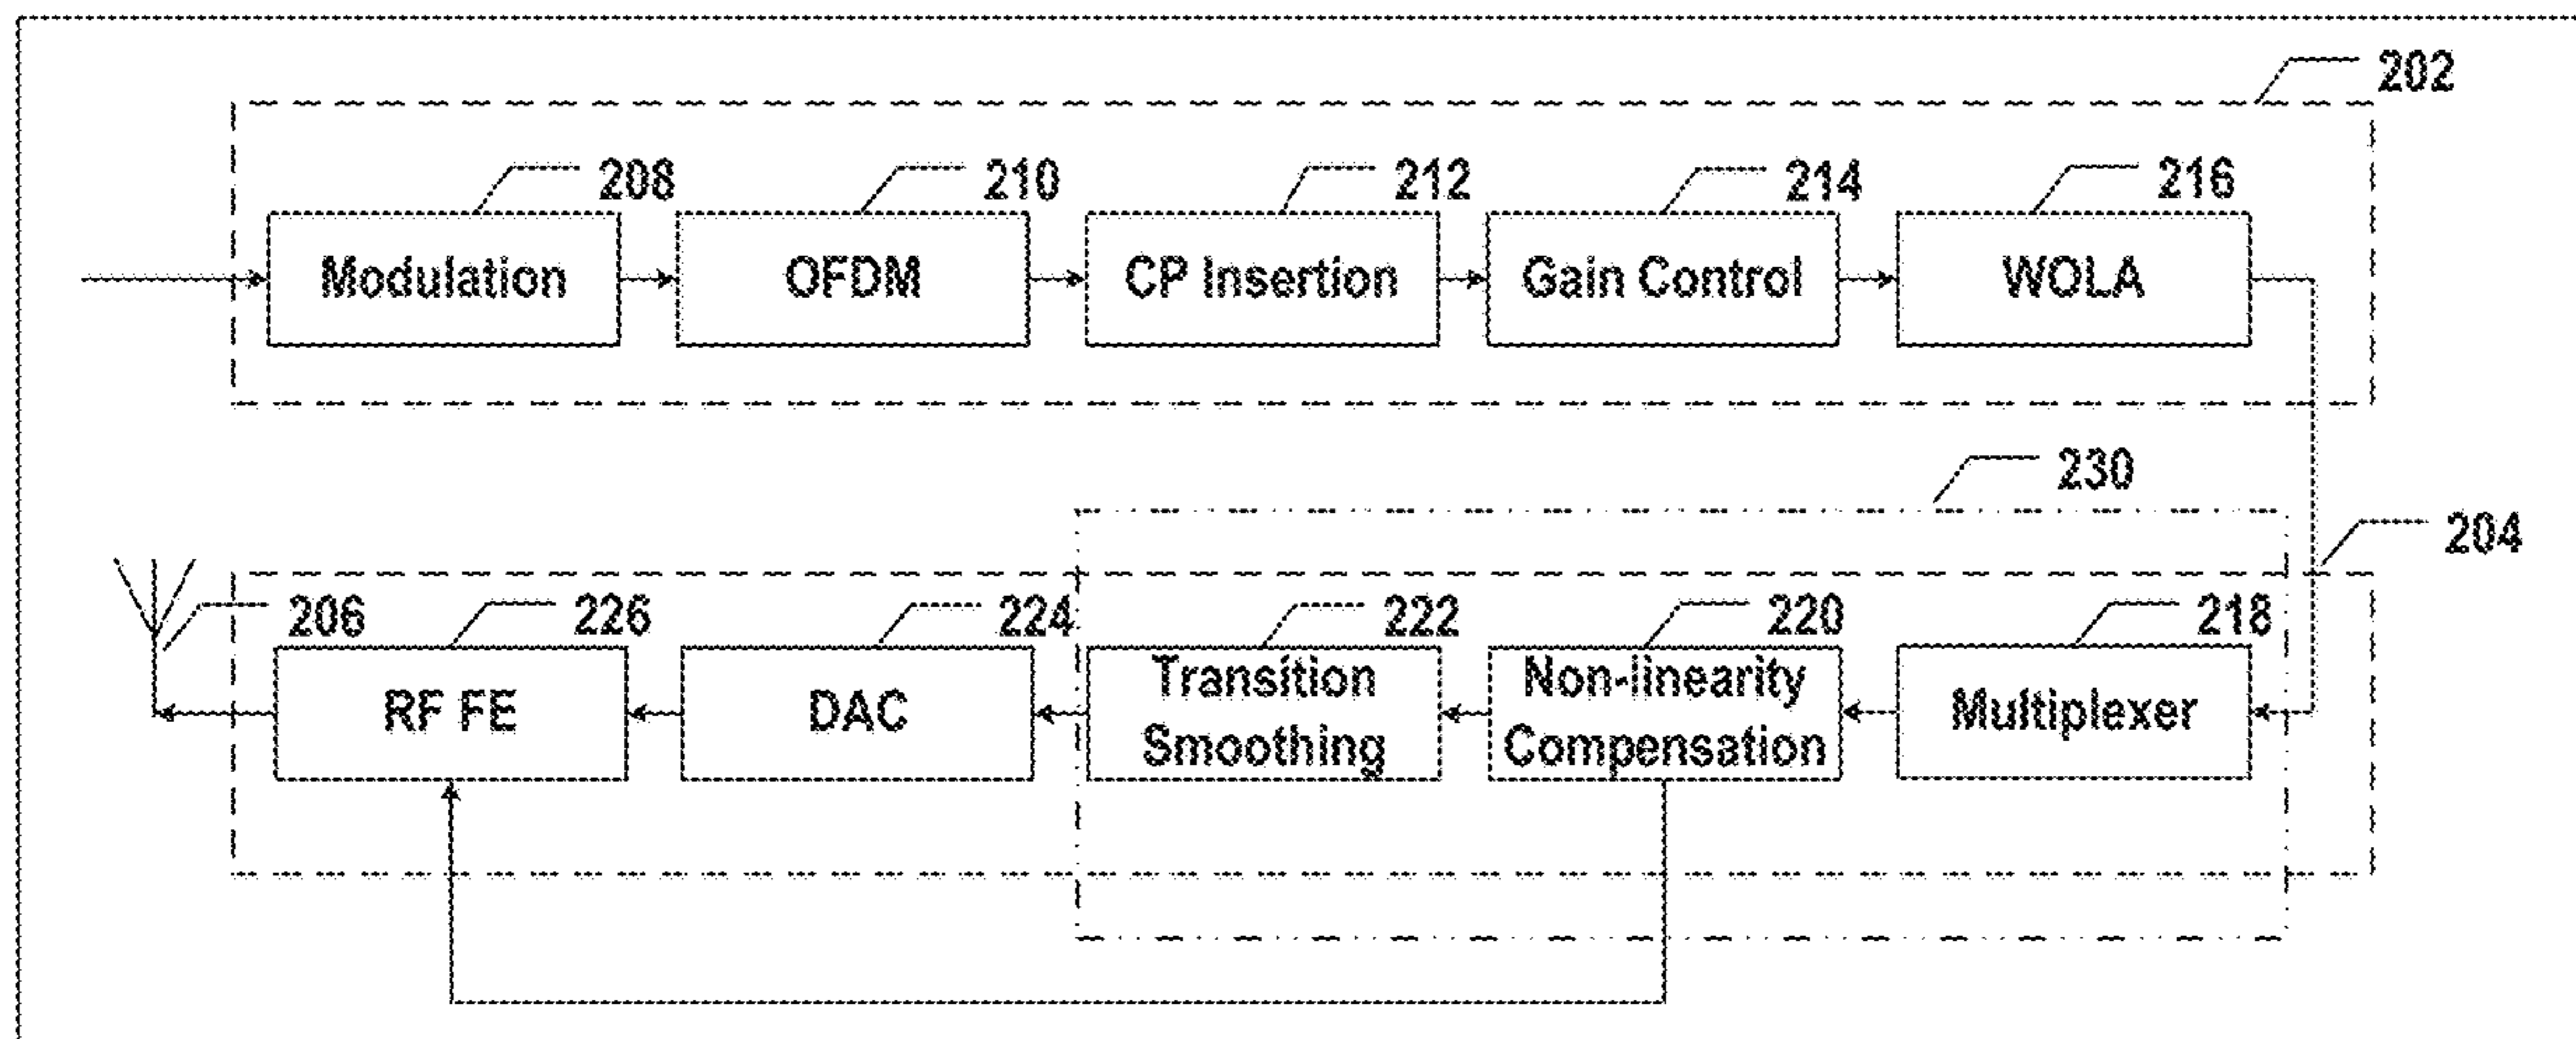 202
208
210
212
214
216
Modulation
OFDM
CP Insertion
Gain Control
WOLA
230
204
206
226
224
222
220
218
RF FE
DAC
Transition
Smoothing
Non-linearity
Compensation
Multiplexer